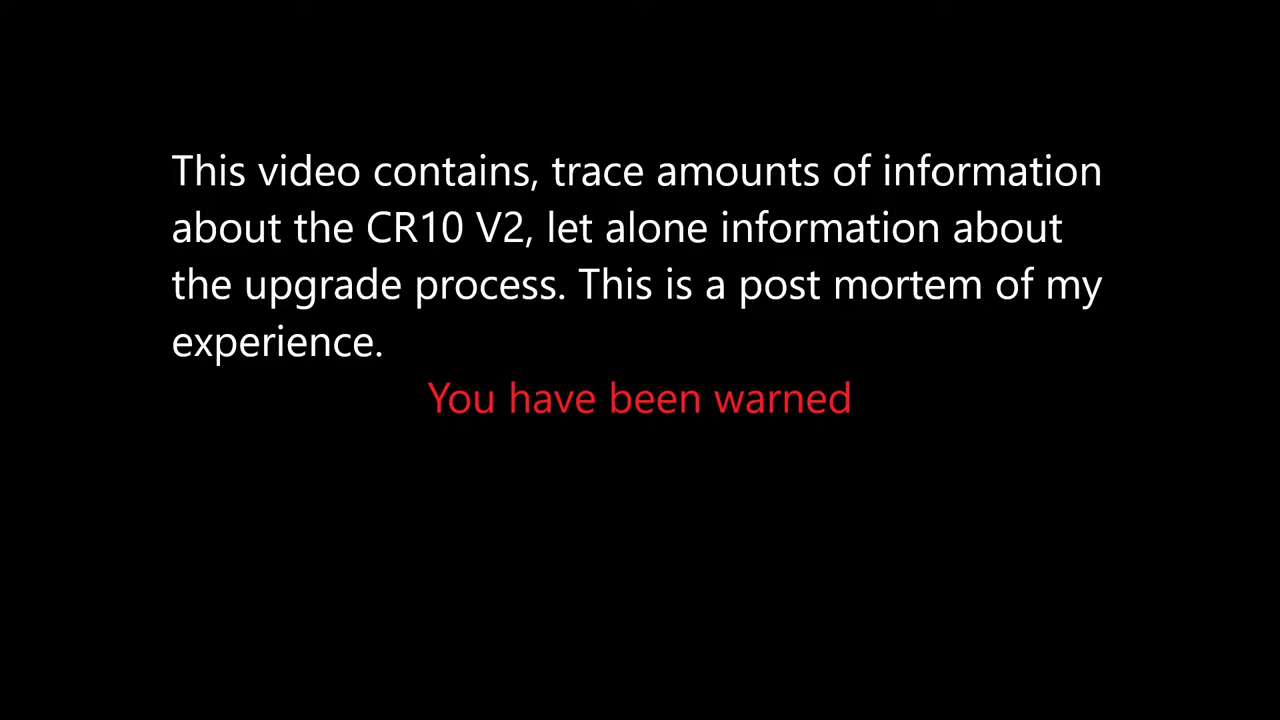 This video contains, trace amounts of information
about the CR10 V2, let alone information about
the upgrade process. This is a post mortem of my
experience.
You have been warned